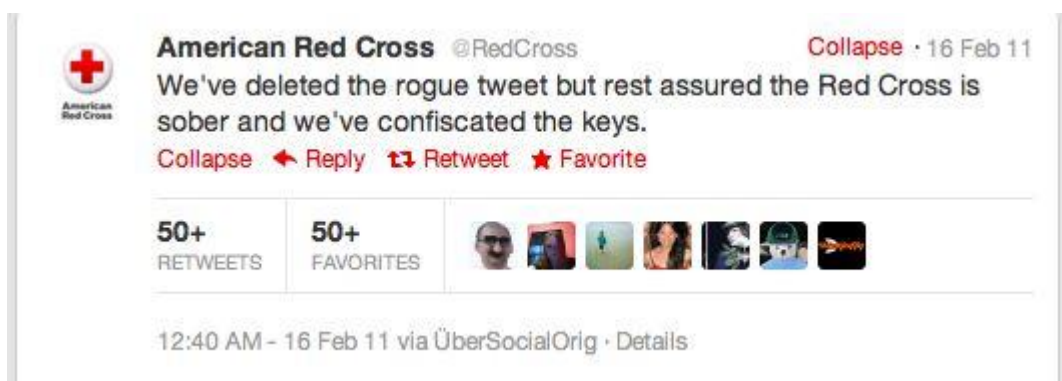 American Red Cross @RedCross Collapse · 16 Feb 11
We've deleted the rogue tweet but rest assured the Red Cross is
sober and we've confiscated the keys.
American
Red Cross
Collapse Reply Retweet Favorite
50+ 50+
RETWEETS FAVORITES
12:40 AM - 16 Feb 11 via ÜberSocialOrig · Details